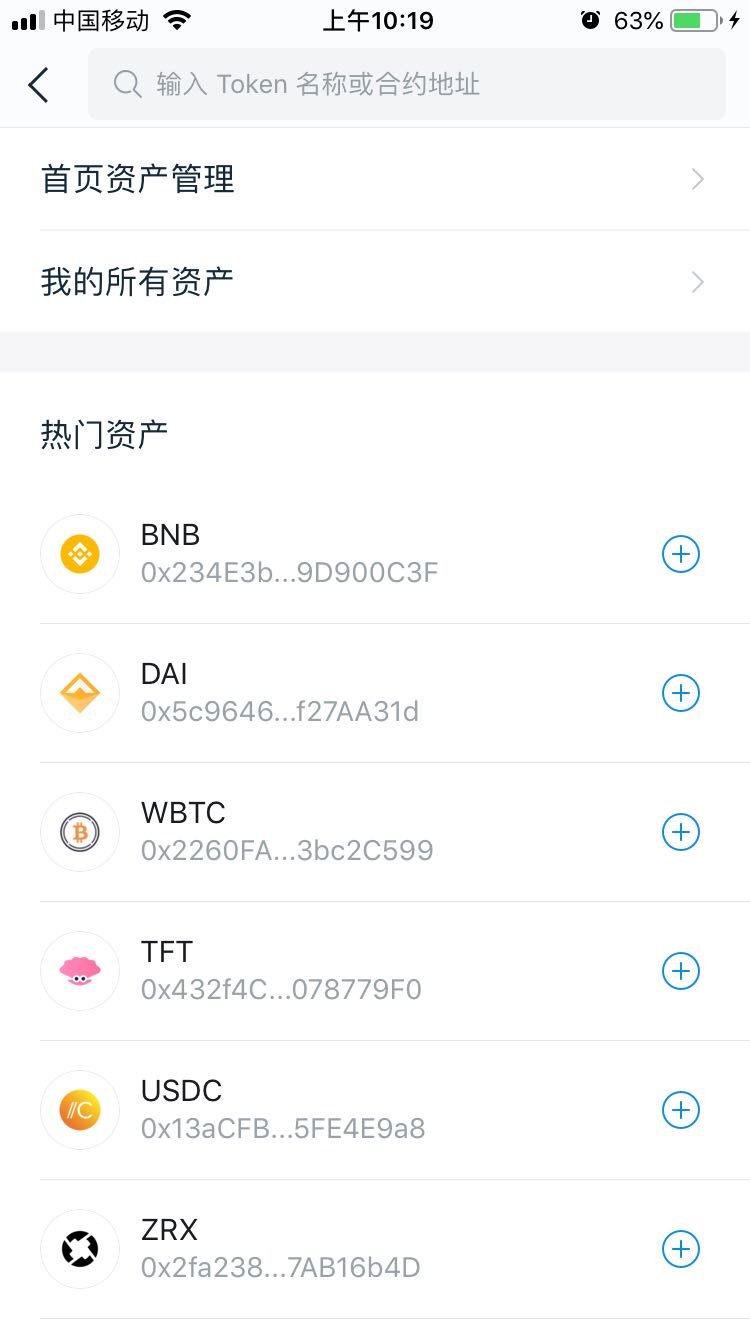 中国移动
上午10:19
63%
输入 Token 名称或合约地址
首页资产管理
我的所有资产
热门资产
BNB
0x234E3b...9D900C3F
DAI
0x5c9646...f27AA31d
WBTC
0x2260FA...3bc2C599
TFT
0x432f4C...078779F0
USDC
//C
0x13aCFB...5FE4E9a8
ZRX
0x2fa238...7AB16b4D